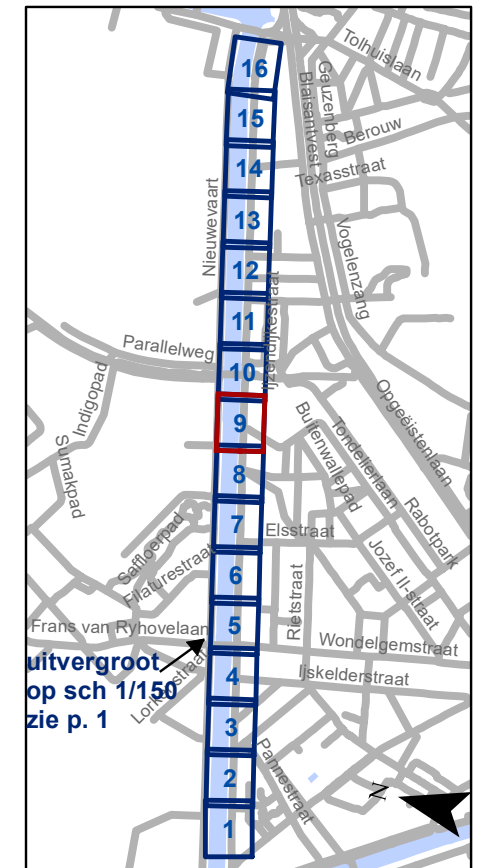 Tolhuislaan
16
Geuzenberg
Blaisantvest
15
Berouw
14
Texasstraat
Nieuwevaart
13
Vogelenzang
12
Ijzendijkestraat
11
Parallelweg
10
Indigopad
Opgeëistenlaan
9
Buitenwallepad
Tondelierlaan
Sumakpad
8
Rabotpark
7
Elsstraat
Saffloerpad
Jozef II-straat
Filaturestraat
6
Rietstraat
Frans van Ryhovelaan
5
Wondelgemstraat
uitvergroot
op sch 1/150
zie p. 1
4
Ijskelderstraat
3
Pannestraat
2
N
1